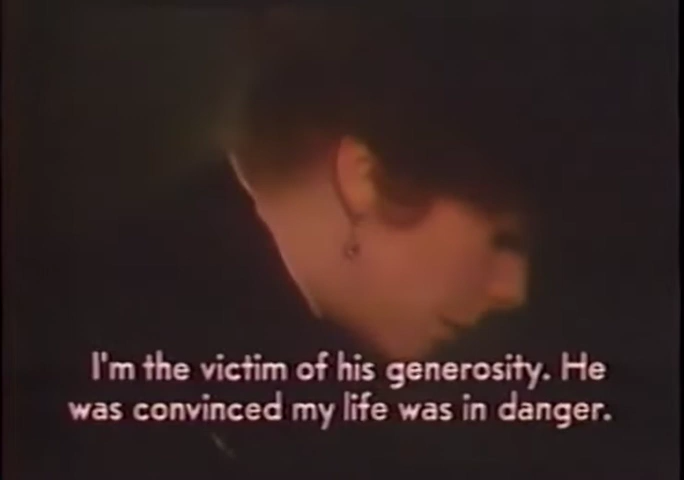 I'm the victim of his generosity. He
was convinced my life was in danger.